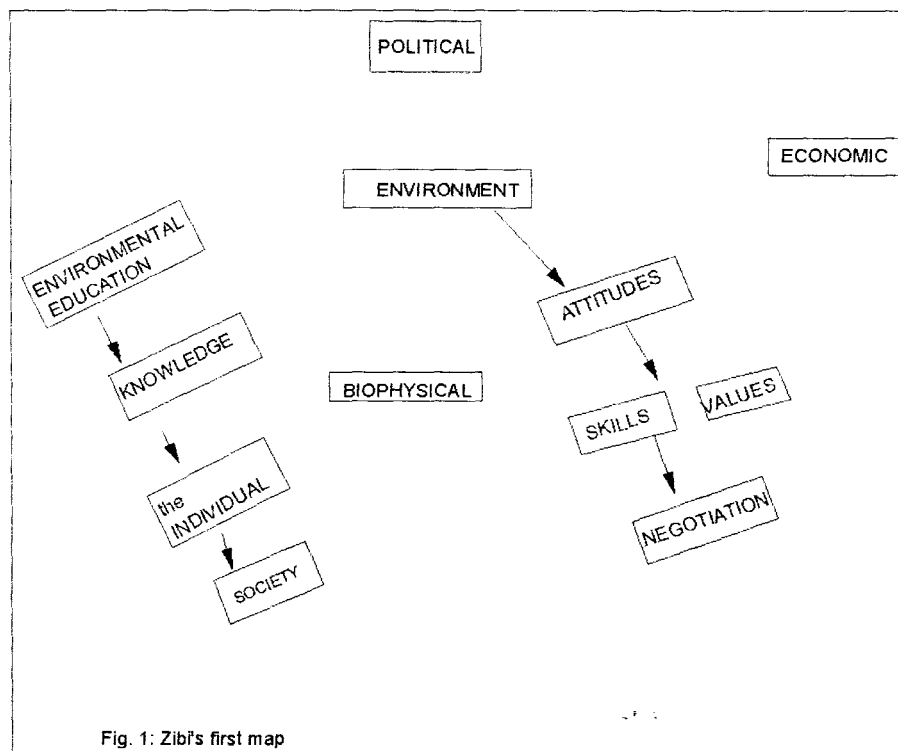 POLITICAL
ECONOMIC
ENVIRONMENT
ENVIRONMENTAL
EDUCATION
ATTITUDES
KNOWLEDGE
BIOPHYSICAL
VALUES
SKILLS
the
INDIVIDUAL
NEGOTIATION
SOCIETY
Fig. 1: Zibi's first map